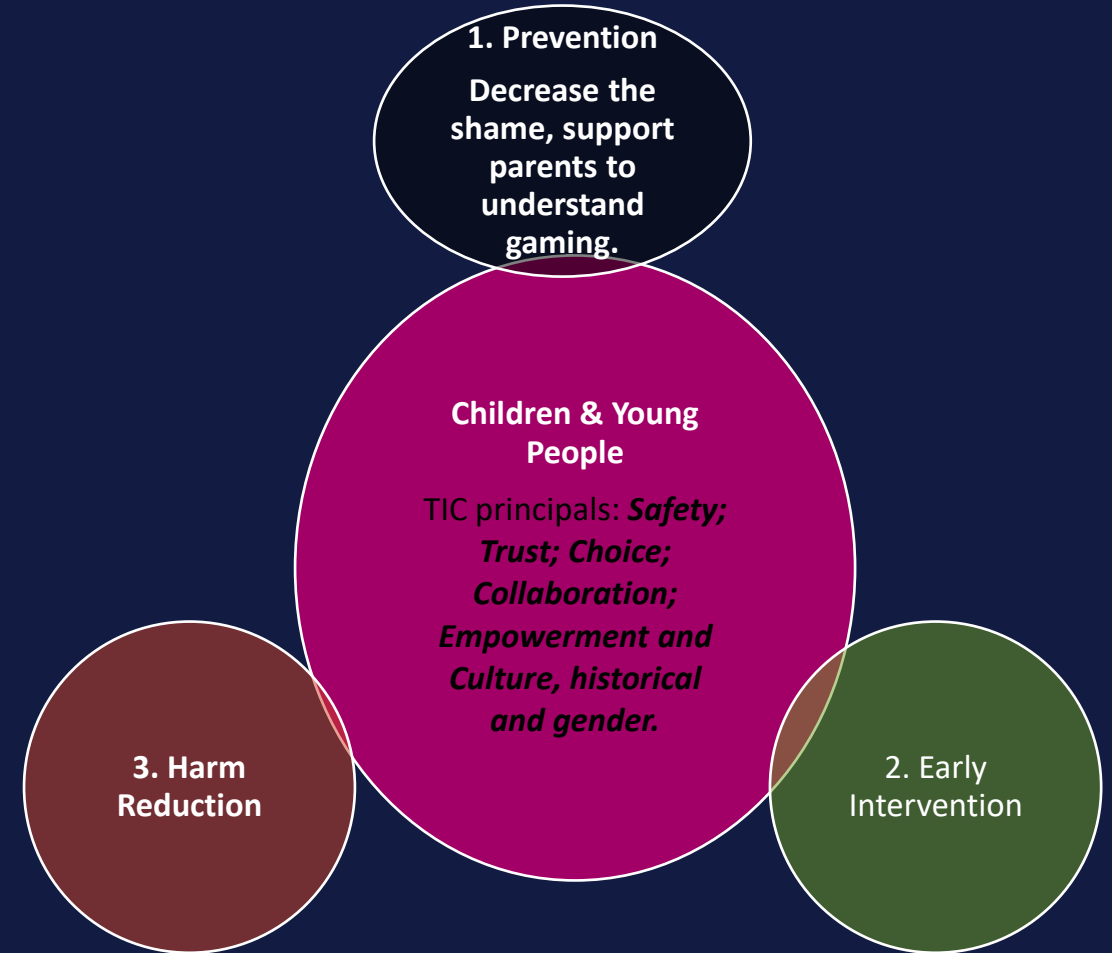 1. Prevention
Decrease the
shame, support
parents to
understand
gaming.
Children & Young
People
TIC principals: Safety;
Trust; Choice;
Collaboration;
Empowerment and
Culture, historical
and gender.
3. Harm
Reduction
2. Early
Intervention